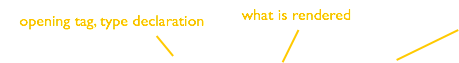 opening tag, type declaration
what is rendered